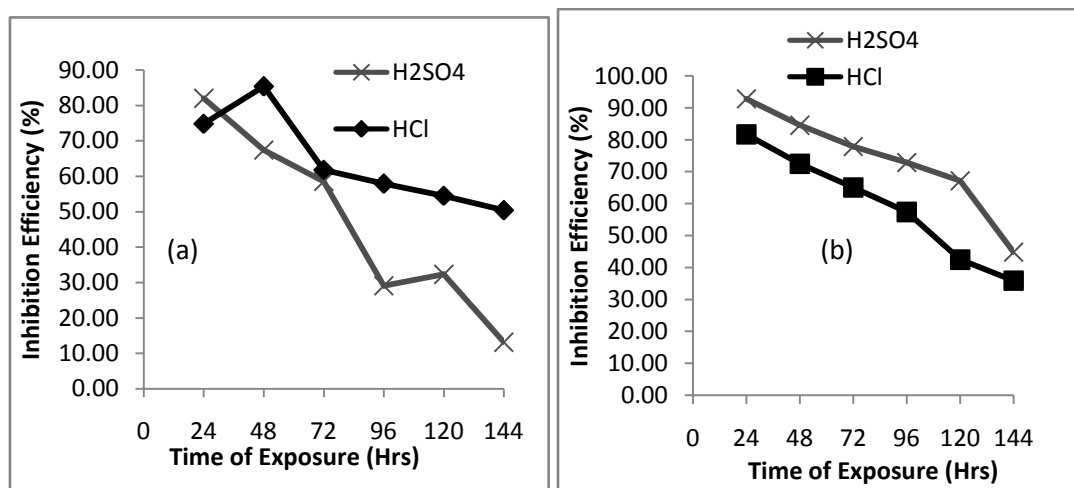 H2SO4
HCl
(a)
Inhibition Efficiency (%)
90.00
80.00
70.00
60.00
50.00
40.00
30.00
20.00
10.00
0.00
0 24 48 72 96 120 144
Time of Exposure (Hrs)
H2SO4
HCl
(b)
Inhibition Efficiency (%)
100.00
90.00
80.00
70.00
60.00
50.00
40.00
30.00
20.00
10.00
0.00
0 24 48 72 96 120 144
Time of Exposure (Hrs)